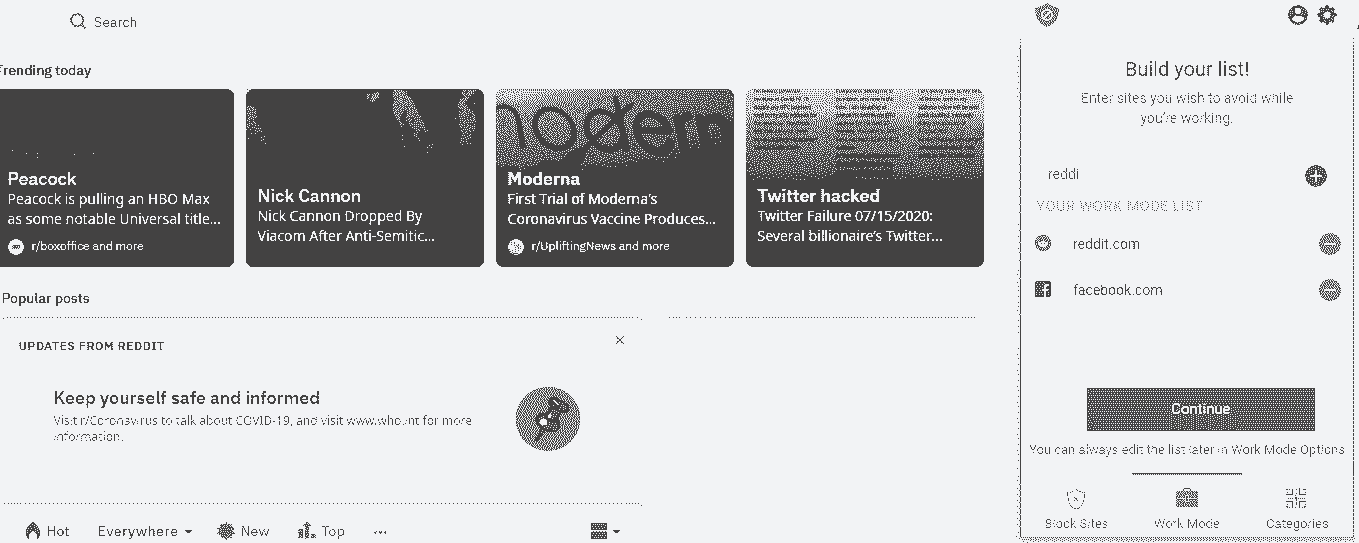 Search
Trending today
Peacock
Peacock is pulling an HBO Max
as some notable Universal title...
r/boxoffice and more
Nick Cannon
Nick Cannon Dropped By
Viacom After Anti-Semitic...
modern
Moderna
First Trial of Moderna's
Coronavirus Vaccine Produces...
r/UpliftingNews and more
Twitter hacked
Twitter Failure 07/15/2020:
Several billionaire's Twitter...
Popular posts
UPDATES FROM REDDIT
Keep yourself safe and informed
Visit r/Coronavirus to talk about COVID-19, and visit www.who.int for more
information.
Hot
Everywhere
New
Top
...
Build your list!
Enter sites you wish to avoid while
you're working.
reddi
YOUR WORK MODE LIST
reddit.com
facebook.com
Continue
You can always edit the list later in Work Mode Options
Block Sites
Work Mode
Categories